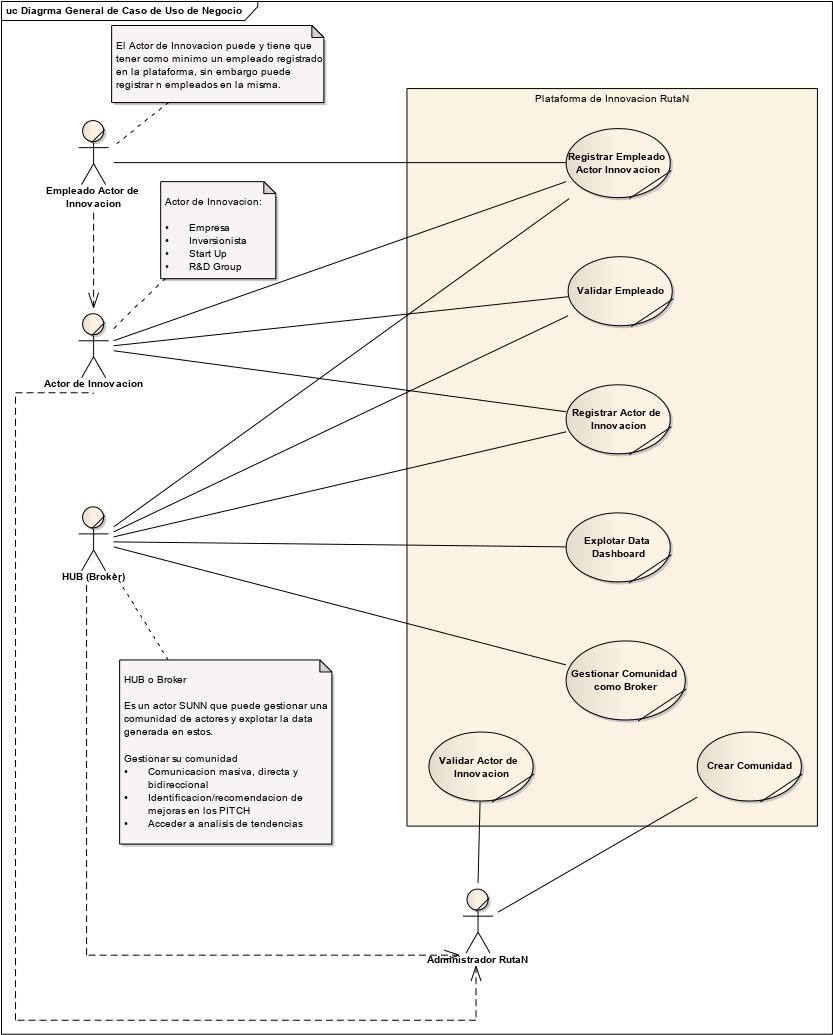 uc Diagrma General de Caso de Uso de Negocio
El Actor de Innovacion puede y tiene que
tener como minimo un empleado registrado
en la plataforma, sin embargo puede
registrar n empleados en la misma.
Plataforma de Innovacion RutaN
Registrar Empleado
Actor Innovacion
Empleado Actor de
Innovacion
Actor de Innovacion:
• Empresa
• Inversionista
• Start Up
• R&D Group
Validar Empleado
Actor de Innovacion
Registrar Actor de
Innovacion
Explotar Data
Dashboard
HUB (Broker)
HUB o Broker
Es un actor SUNN que puede gestionar una
comunidad de actores y explotar la data
generada en estos.
Gestionar su comunidad
• Comunicacion masiva, directa y
bidireccional
• Identificacion/recomendacion de
mejoras en los PITCH
• Acceder a analisis de tendencias
Gestionar Comunidad
como Broker
Validar Actor de
Innovacion
Crear Comunidad
Administrador RutaN